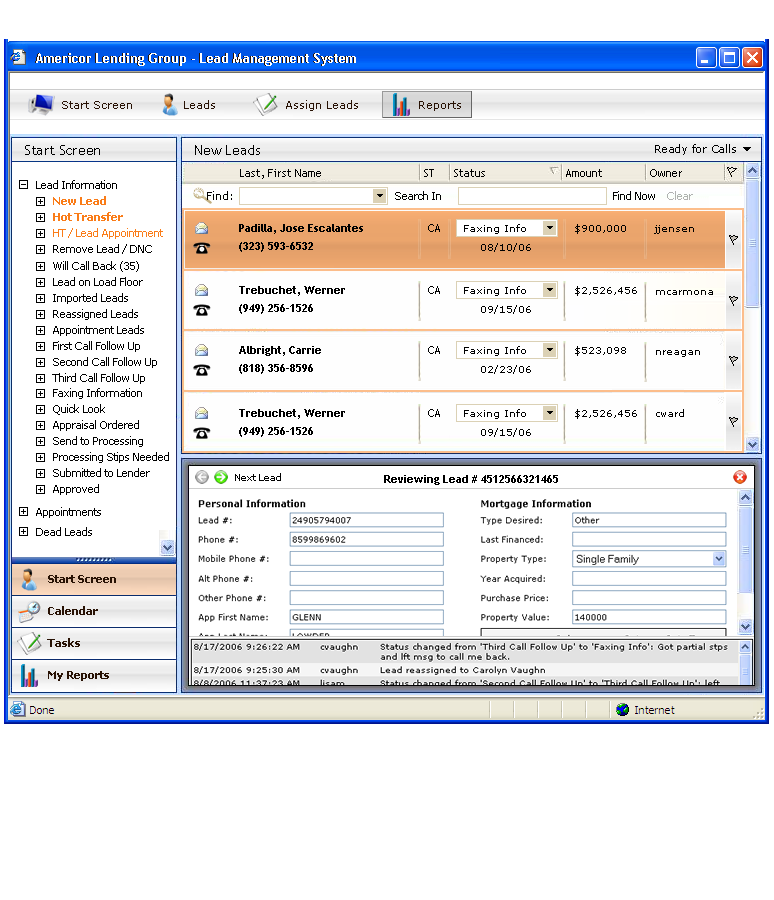 Americor Lending Group - Lead Management System
Start Screen
Leads
Assign Leads
Reports
Start Screen
Lead Information
New Lead
Hot Transfer
HT / Lead Appointment
Remove Lead / DNC
Will Call Back (35)
Lead on Load Floor
Imported Leads
Reassigned Leads
Appointment Leads
First Call Follow Up
Second Call Follow Up
Third Call Follow Up
Faxing Information
Quick Look
Appraisal Ordered
Send to Processing
Processing Stips Needed
Submitted to Lender
Approved
Appointments
Dead Leads
Start Screen
Calendar
Tasks
My Reports
New Leads Ready for Calls
Last, First Name ST Status Amount Owner
Find: Search In Find Now Clear
Padilla, Jose Escalantes CA Faxing Info $900,000 jjensen
(323) 593-6532 08/10/06
Trebuchet, Werner CA Faxing Info $2,526,456 mcarmona
(949) 256-1526 09/15/06
Albright, Carrie CA Faxing Info $523,098 nreagan
(818) 356-8596 02/23/06
Trebuchet, Werner CA Faxing Info $2,526,456 cward
(949) 256-1526 09/15/06
Next Lead Reviewing Lead # 4512566321465
Personal Information
Lead #: 24905794007
Phone #: 8599869602
Mobile Phone #:
Alt Phone #:
Other Phone #:
App First Name: GLENN
App Last Name: LOWDER
Mortgage Information
Type Desired: Other
Last Financed:
Property Type: Single Family
Year Acquired:
Purchase Price:
Property Value: 140000
8/17/2006 9:26:22 AM cvaughn Status changed from 'Third Call Follow Up' to 'Faxing Info': Got partial stps
and lft msg to call me back.
8/17/2006 9:25:30 AM cvaughn Lead reassigned to Carolyn Vaughn
8/8/2006 11:37:23 AM lisam Status changed from 'Second Call Follow Up' to 'Third Call Follow Up': left
Done
Internet